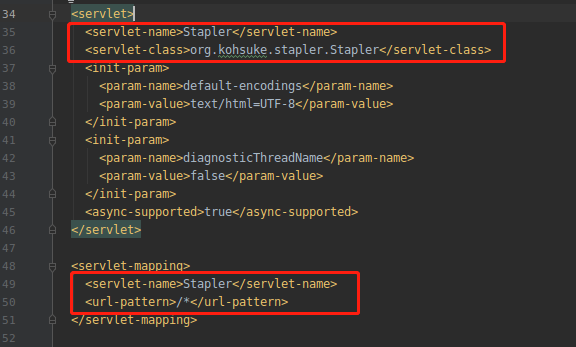 34 <servlet>
35 <servlet-name>Stapler</servlet-name>
36 <servlet-class>org.kohsuke.stapler.Stapler</servlet-class>
37 <init-param>
38 <param-name>default-encodings</param-name>
39 <param-value>text/html=UTF-8</param-value>
40 </init-param>
41 <init-param>
42 <param-name>diagnosticThreadName</param-name>
43 <param-value>false</param-value>
44 </init-param>
45 <async-supported>true</async-supported>
46 </servlet>
47
48 <servlet-mapping>
49 <servlet-name>Stapler</servlet-name>
50 <url-pattern>/*</url-pattern>
51 </servlet-mapping>
52